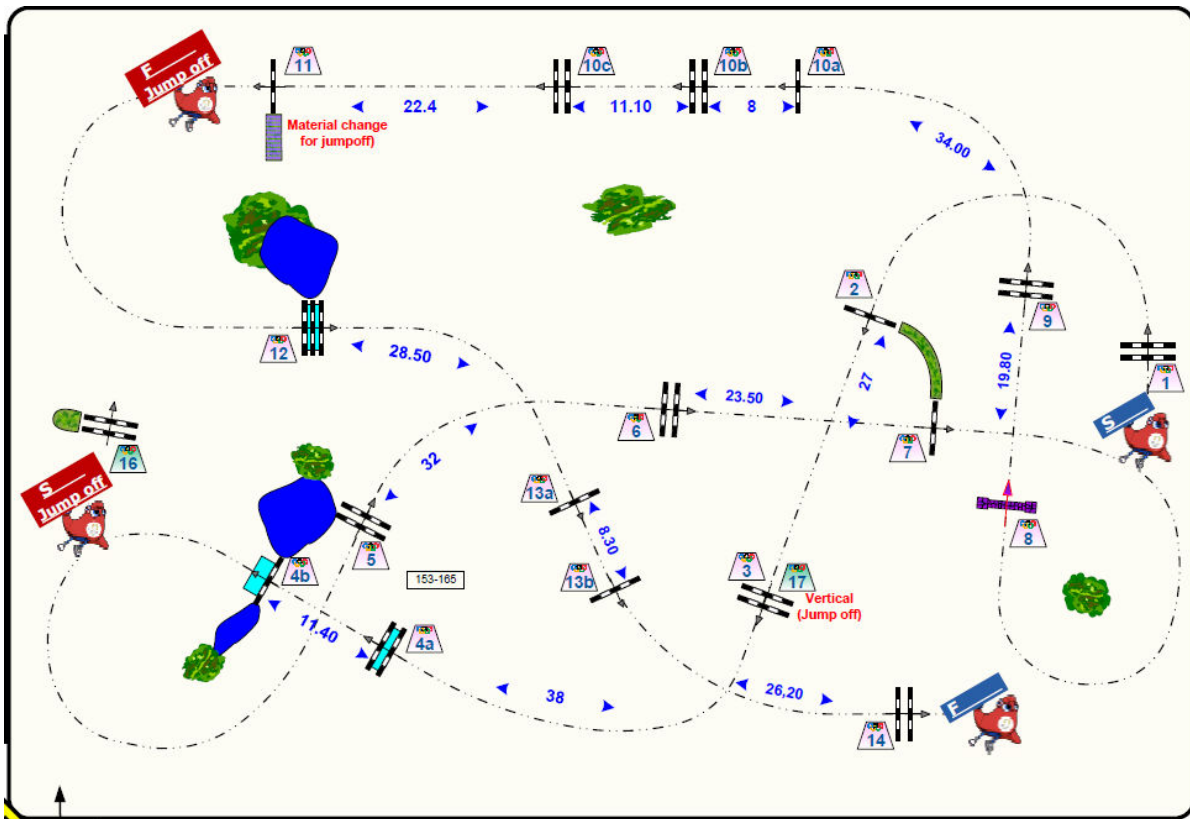 F
Jump off
11
10c
10b
10a
22.4
11.10
8
Material change
for jumpoff)
34.00
2
9
12
28.50
1
27
19.80
S
6
23.50
7
16
32
S
Jump off
13a
8
5
4b
8.30
3
17
153-165
13b
Vertical
(Jump off)
11.40
4a
38
26,20
F
14